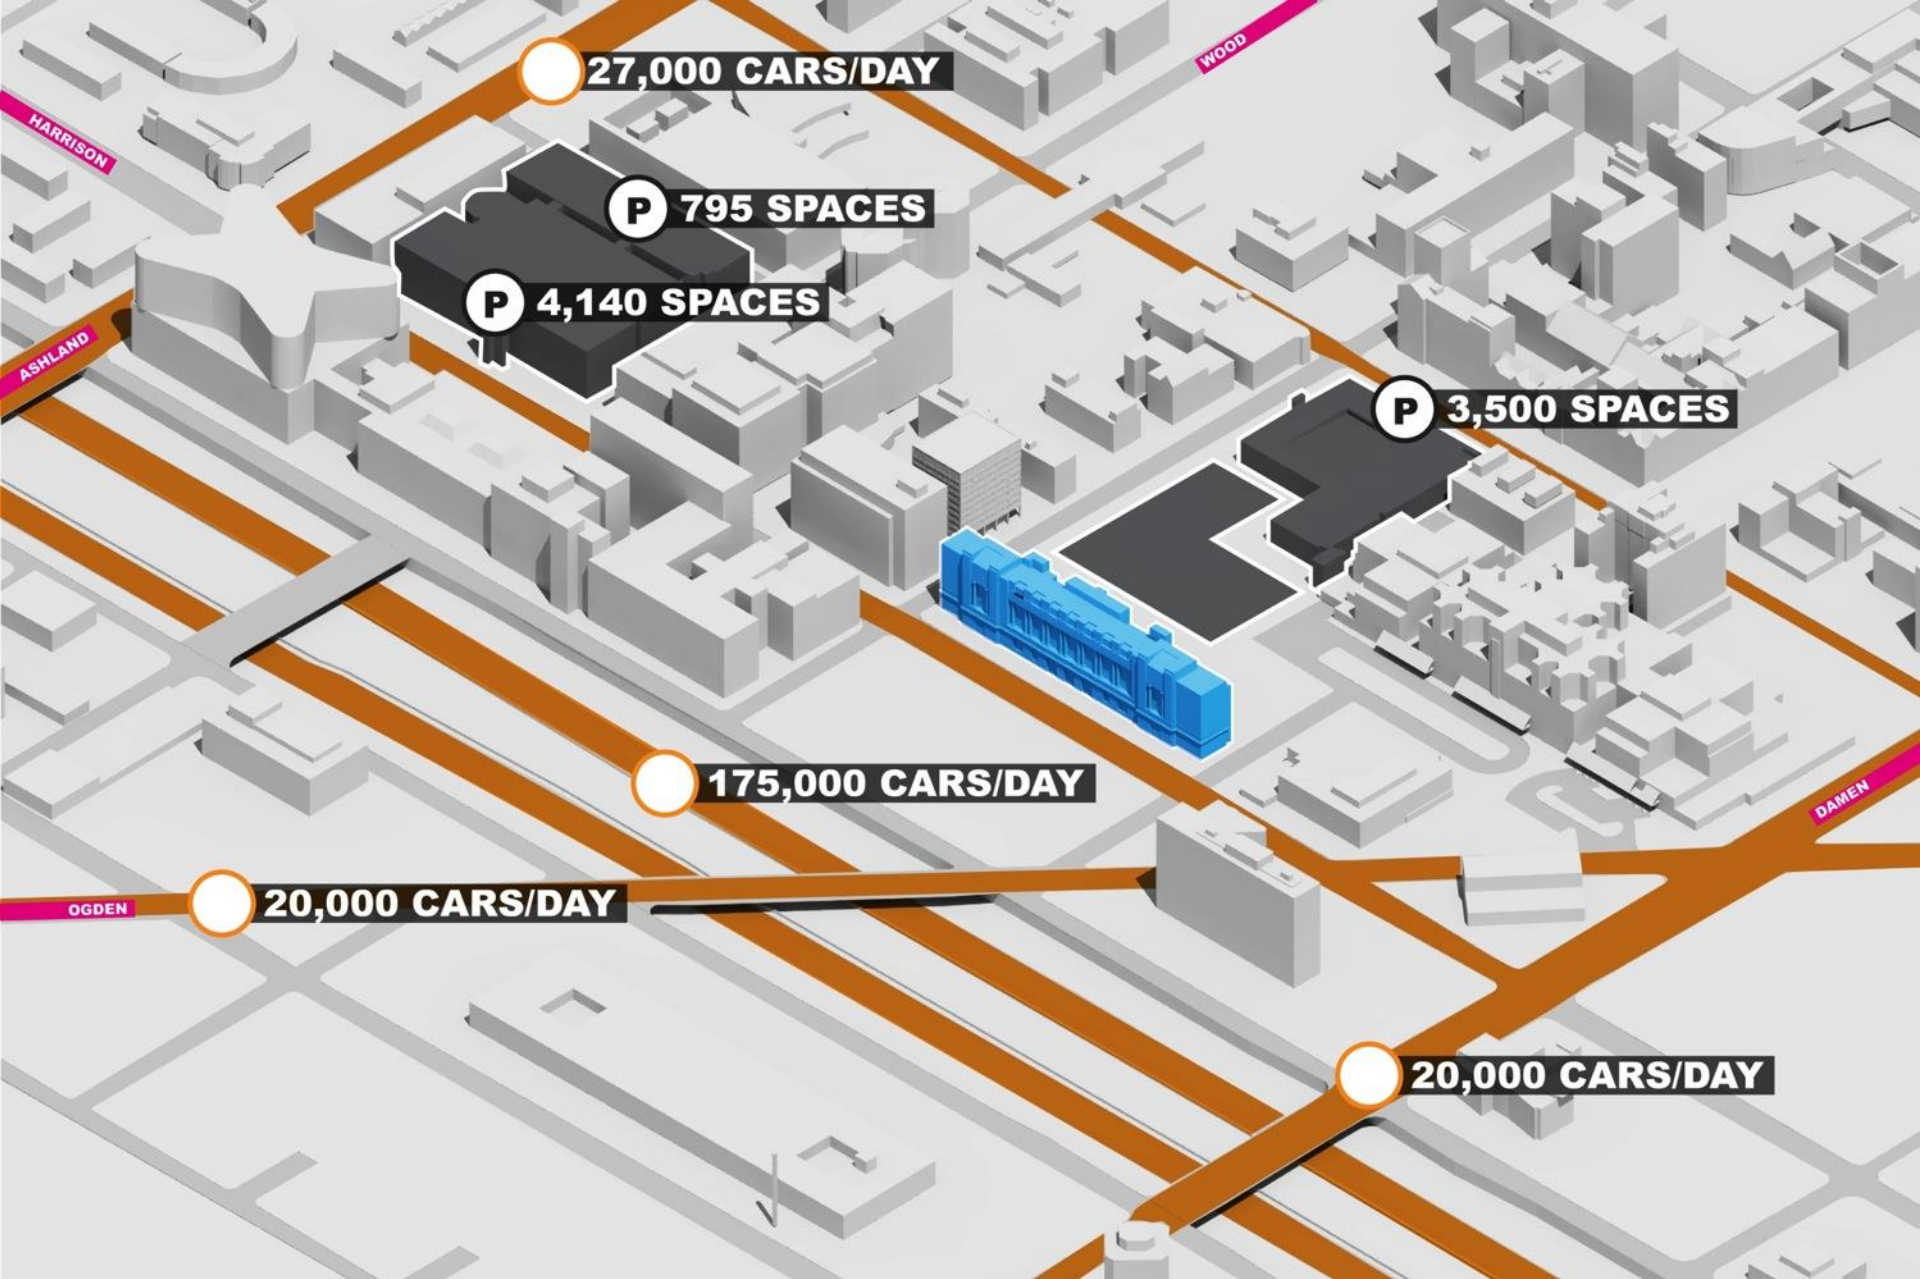 WOOD
27,000 CARS/DAY
HARRISON
P 795 SPACES
P 4,140 SPACES
ASHLAND
P 3,500 SPACES
175,000 CARS/DAY
DAMEN
OGDEN
20,000 CARS/DAY
20,000 CARS/DAY